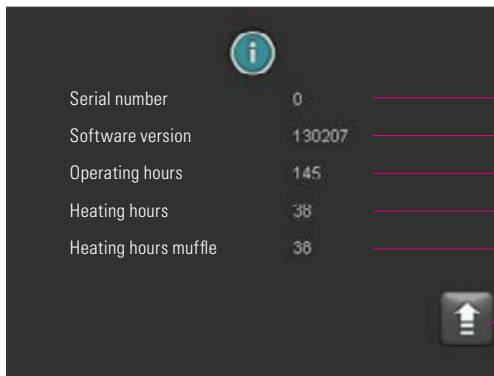 i
Serial number 0
Software version 130207
Operating hours 145
Heating hours 38
Heating hours muffle 38